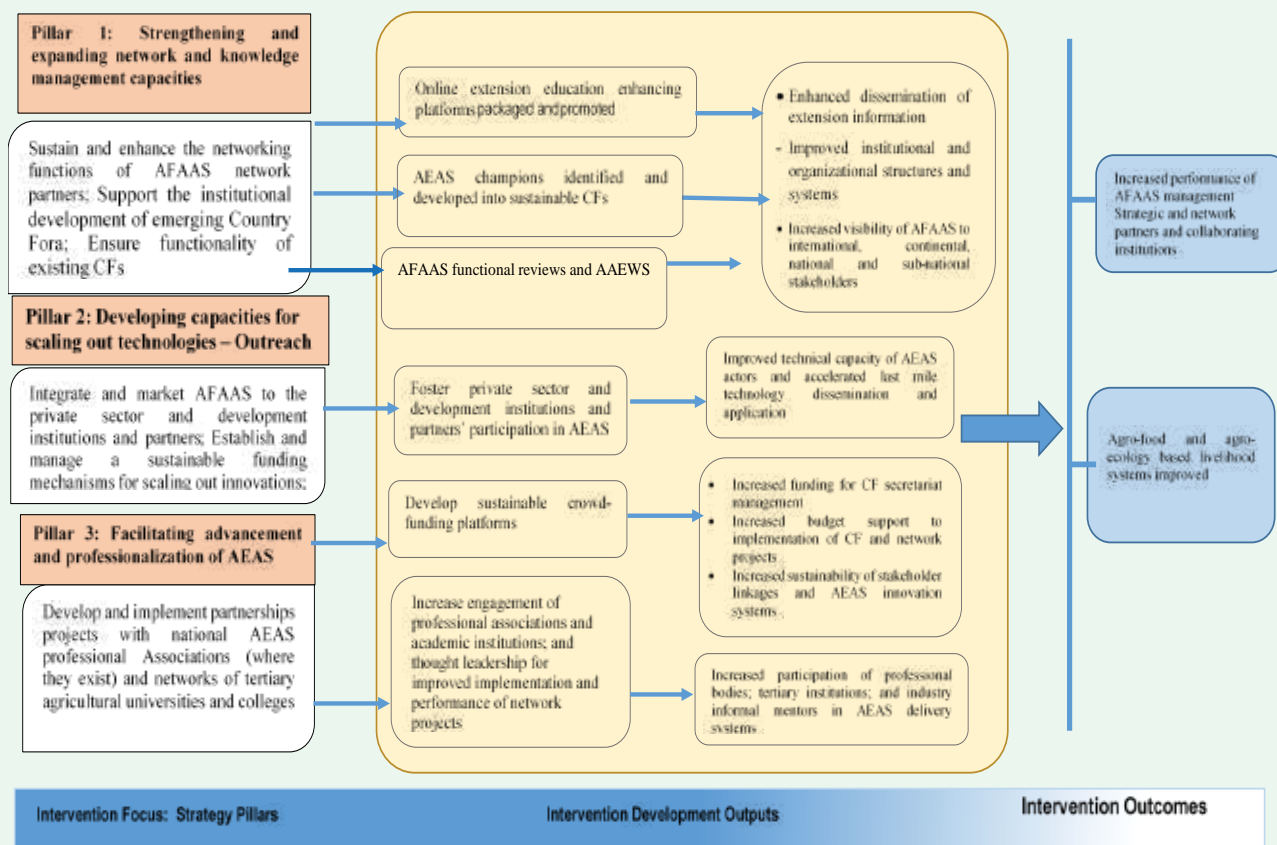 Pillar 1: Strengthening and
expanding network and knowledge
management capacities
Sustain and enhance the networking
functions of AFAAS network
partners; Support the institutional
development of emerging Country
Fora; Ensure functionality of
existing CFs
Pillar 2: Developing capacities for
scaling out technologies – Outreach
Integrate and market AFAAS to the
private sector and development
institutions and partners; Establish and
manage a sustainable funding
mechanisms for scaling out innovations;
Pillar 3: Facilitating advancement
and professionalization of AEAS
Develop and implement partnerships
projects with national AEAS
professional Associations (where
they exist) and networks of tertiary
agricultural universities and colleges
Online extension education enhancing
platforms packaged and promoted
AEAS champions identified and
developed into sustainable CFs
AFAAS functional reviews and AAEWS
Foster private sector and
development institutions and
partners' participation in AEAS
Develop sustainable crowd-
funding platforms
Increase engagement of
professional associations and
academic institutions; and
thought leadership for
improved implementation and
performance of network
projects
• Enhanced dissemination of
extension information
- Improved institutional and
organizational structures and
systems
• Increased visibility of AFAAS to
international, continental,
national and sub-national
stakeholders
Improved technical capacity of AEAS
actors and accelerated last mile
technology dissemination and
application
• Increased funding for CF secretariat
management
• Increased budget support to
implementation of CF and network
projects
• Increased sustainability of stakeholder
linkages and AEAS innovation
systems
Increased participation of professional
bodies; tertiary institutions; and industry
informal mentors in AEAS delivery
systems
Increased performance of
AFAAS management
Strategic and network
partners and collaborating
institutions
Agro-food and agro-
ecology based livelihood
systems improved
Intervention Focus: Strategy Pillars
Intervention Development Outputs
Intervention Outcomes